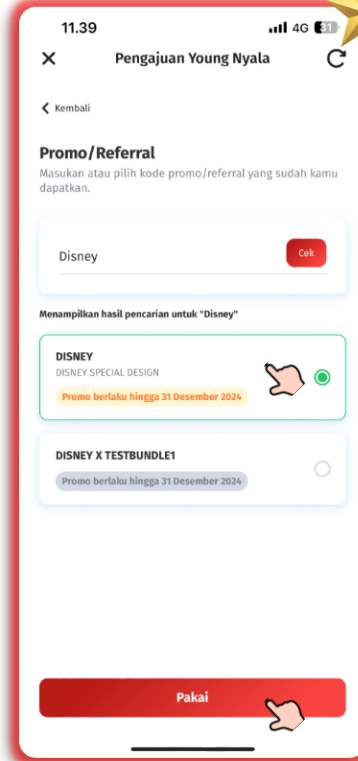 11.39
4G 31
Pengajuan Young Nyala
Kembali
Promo/Referral
Masukan atau pilih kode promo/referral yang sudah kamu
dapatkan.
Disney
Cek
Menampilkan hasil pencarian untuk "Disney"
DISNEY
DISNEY SPECIAL DESIGN
Promo berlaku hingga 31 Desember 2024
DISNEY X TESTBUNDLE1
Promo berlaku hingga 31 Desember 2024
Pakai